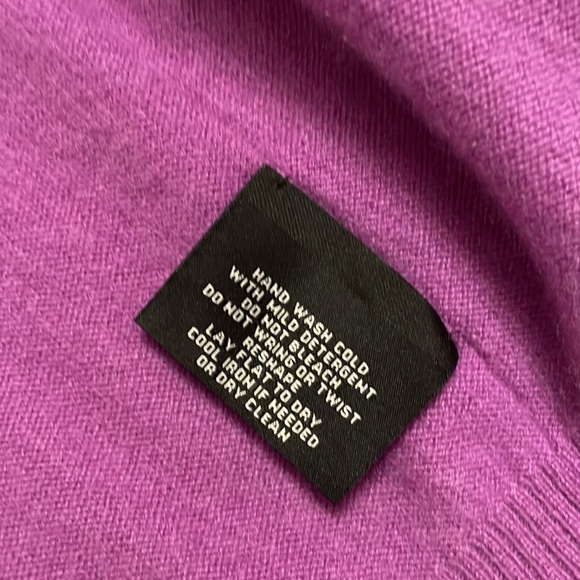 HAND WASH COLD
WITH MILD DETERGENT
DO NOT BLEACH
DO NOT WRING OR TWIST
RESHAPE
LAY FLAT TO DRY
COOL IRON IF NEEDED
OR DRY CLEAN